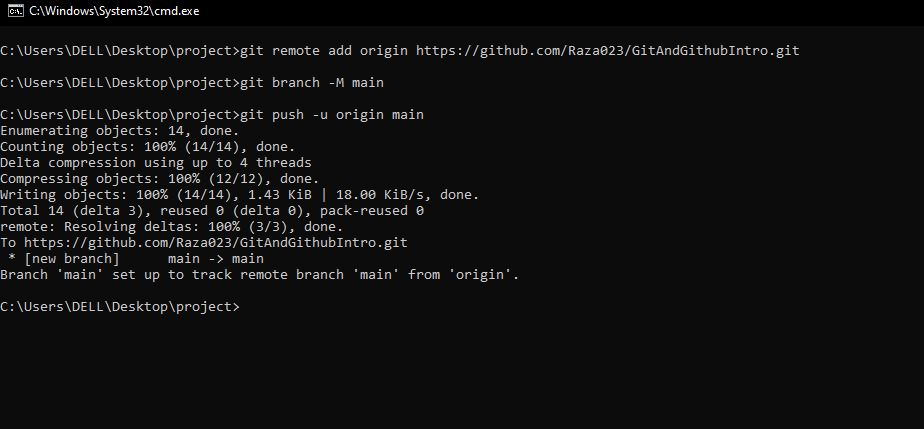 C:\Windows\System32\cmd.exe
C:\Users\DELL\Desktop\project>git remote add origin https://github.com/Raza023/GitAndGithubIntro.git
C:\Users\DELL\Desktop\project>git branch -M main
C:\Users\DELL\Desktop\project>git push -u origin main
Enumerating objects: 14, done.
Counting objects: 100% (14/14), done.
Delta compression using up to 4 threads
Compressing objects: 100% (12/12), done.
Writing objects: 100% (14/14), 1.43 KiB | 18.00 KiB/s, done.
Total 14 (delta 3), reused 0 (delta 0), pack-reused 0
remote: Resolving deltas: 100% (3/3), done.
To https://github.com/Raza023/GitAndGithubIntro.git
 * [new branch]      main -> main
Branch 'main' set up to track remote branch 'main' from 'origin'.
C:\Users\DELL\Desktop\project>